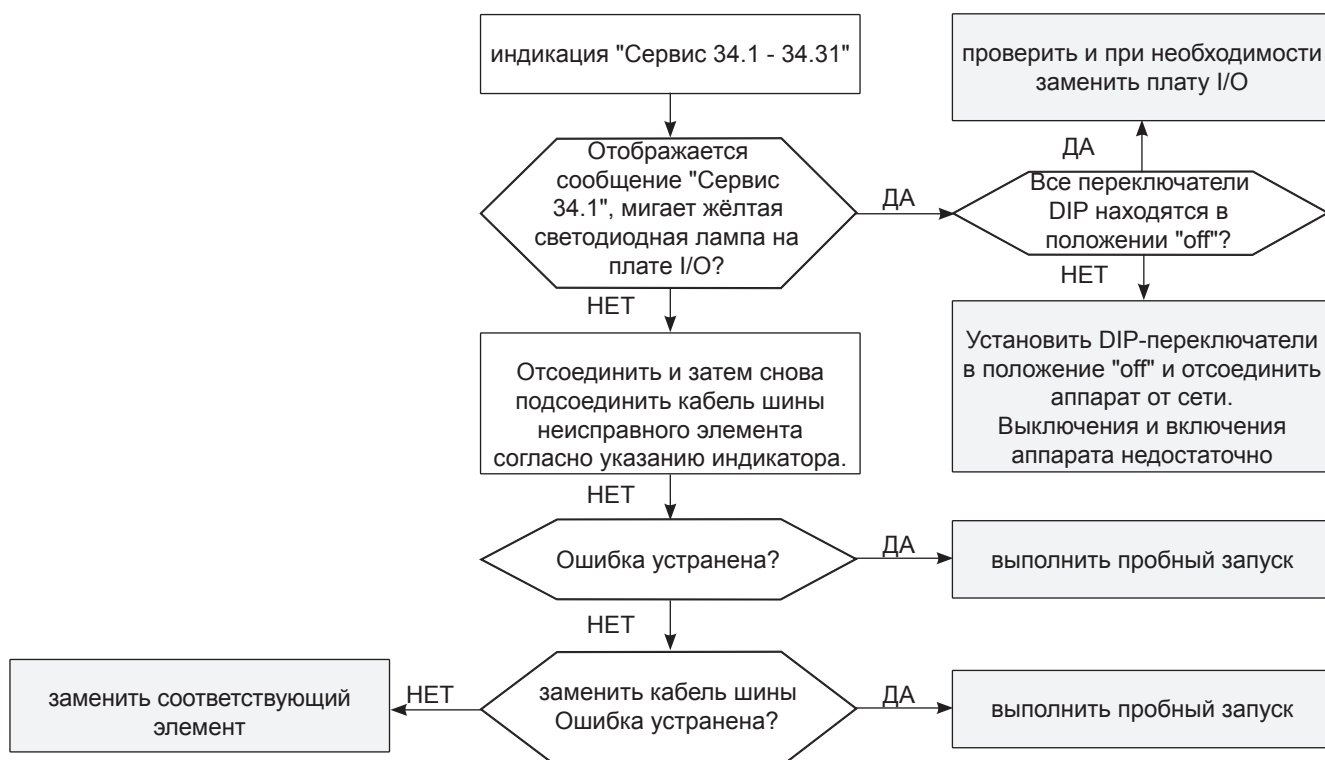 индикация "Сервис 34.1 - 34.31"
проверить и при необходимости
заменить плату I/O
Отображается
сообщение "Сервис
34.1", мигает жёлтая
светодиодная лампа на
плате I/O?
ДА
ДА
Все переключатели
DIP находятся в
положении "off"?
НЕТ
НЕТ
Установить DIP-переключатели
в положение "off" и отсоединить
аппарат от сети.
Выключения и включения
аппарата недостаточно
Отсоединить и затем снова
подсоединить кабель шины
неисправного элемента
согласно указанию индикатора.
НЕТ
Ошибка устранена?
ДА
выполнить пробный запуск
НЕТ
заменить соответствующий
элемент
НЕТ
заменить кабель шины
Ошибка устранена?
ДА
выполнить пробный запуск